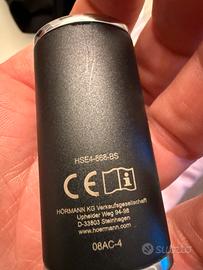 HSE4-868-BS
CE
HÖRMANN KG Verkaufsgesellschaft
Upheider Weg 94-98
D-33803 Steinhagen
www.hoermann.com
08AC-4
subito